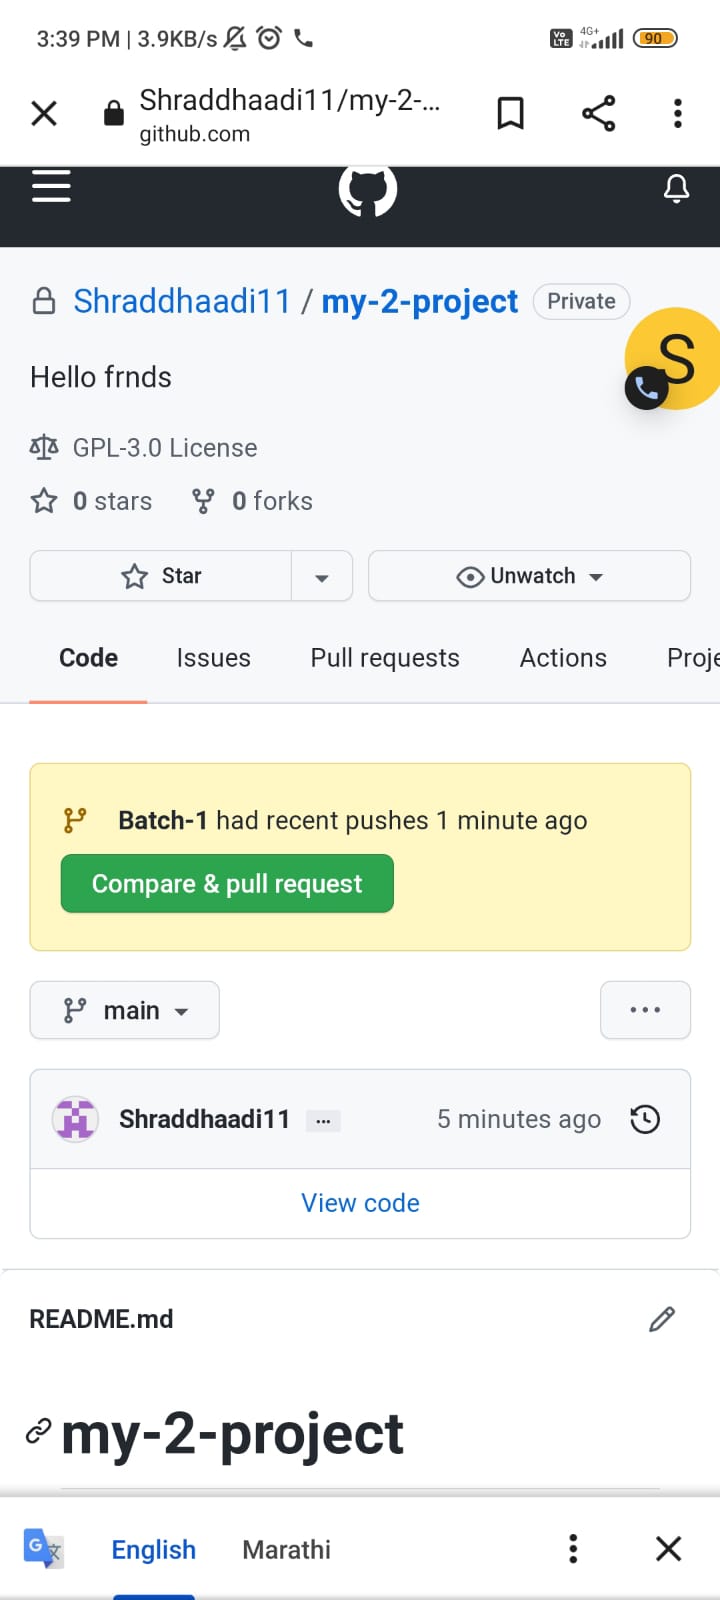 3:39 PM | 3.9KB/s Vo LTE 4G+ 90
Shraddhaadi11/my-2-...
github.com
Shraddhaadi11 / my-2-project Private
S
Hello frnds
GPL-3.0 License
0 stars 0 forks
Star Unwatch
Code Issues Pull requests Actions Proje
Batch-1 had recent pushes 1 minute ago
Compare & pull request
main ...
Shraddhaadi11 ... 5 minutes ago
View code
README.md
my-2-project
G 文 English Marathi